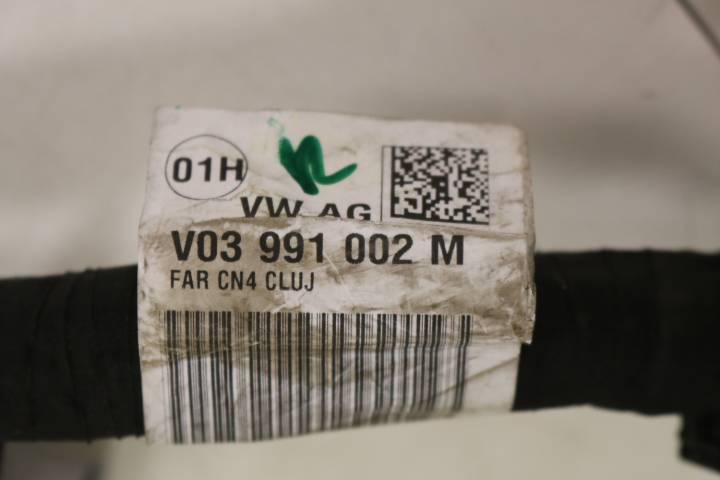 01H
VW AG
V03 991 002 M
FAR CN4 CLUJ